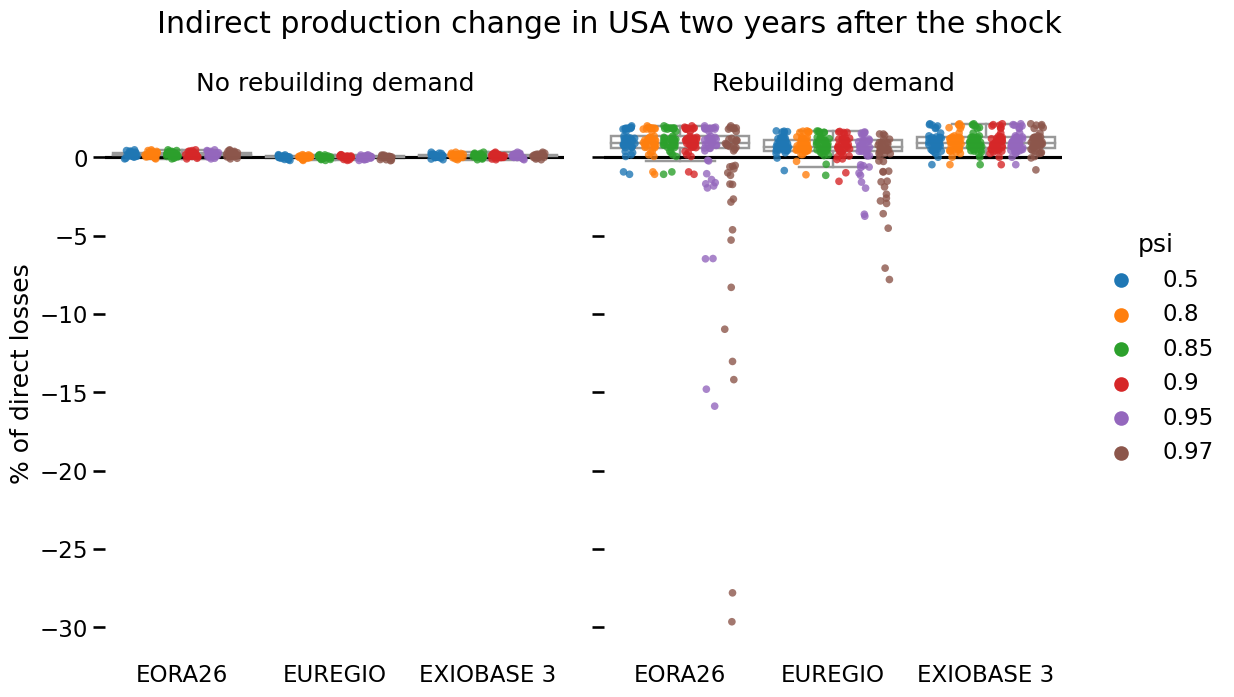 Indirect production change in USA two years after the shock
No rebuilding demand
Rebuilding demand
% of direct losses
0
−5
−10
−15
−20
−25
−30
EORA26
EUREGIO
EXIOBASE 3
EORA26
EUREGIO
EXIOBASE 3
psi
0.5
0.8
0.85
0.9
0.95
0.97